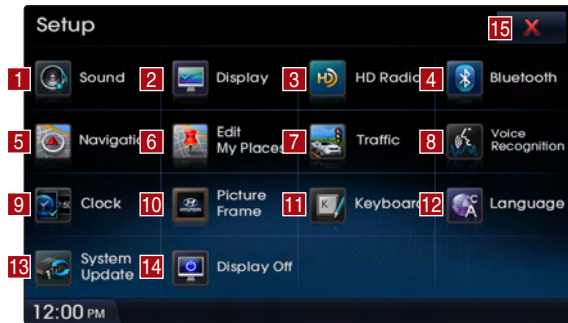 Setup
15
1 Sound 2 Display 3 HD Radio 4 Bluetooth
5 Navigatio 6 Edit My Places 7 Traffic 8 Voice Recognition
9 Clock 10 Picture Frame 11 Keyboard 12 Language
13 System Update 14 Display Off
12:00 PM